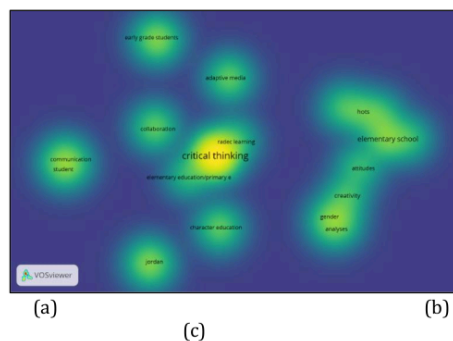 early grade students
adaptive media
hots
collaboration
radec learning
elementary school
critical thinking
communication
student
attitudes
elementary education/primary e
creativity
gender
character education
analyses
jordan
VOSviewer
(a)
(b)
(c)